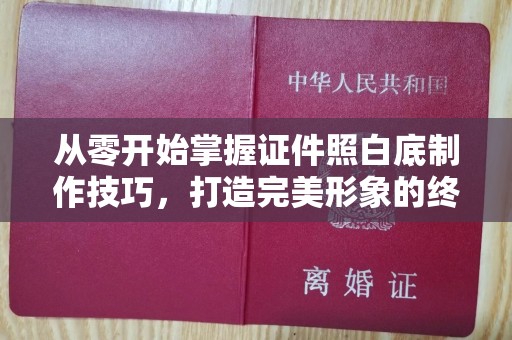 中华人民共和国
从零开始掌握证件照白底制
作技巧，打造完美形象的终
离婚证